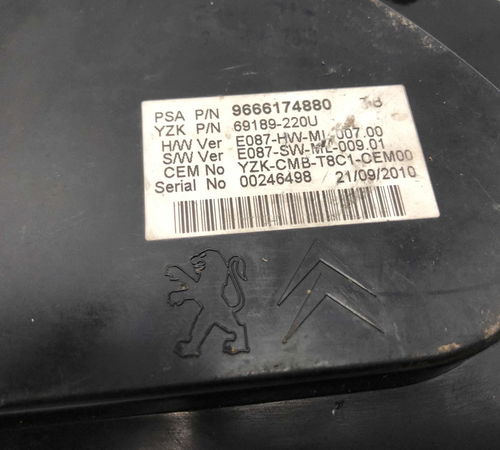 PSA P/N 9666174880
YZK P/N 69189-220U
H/W Ver E087-HW-ML-007.00
S/W Ver E087-SW-ML-009.01
CEM No YZK-CMB-T8C1-CEM00
Serial No 00246498 21/09/2010